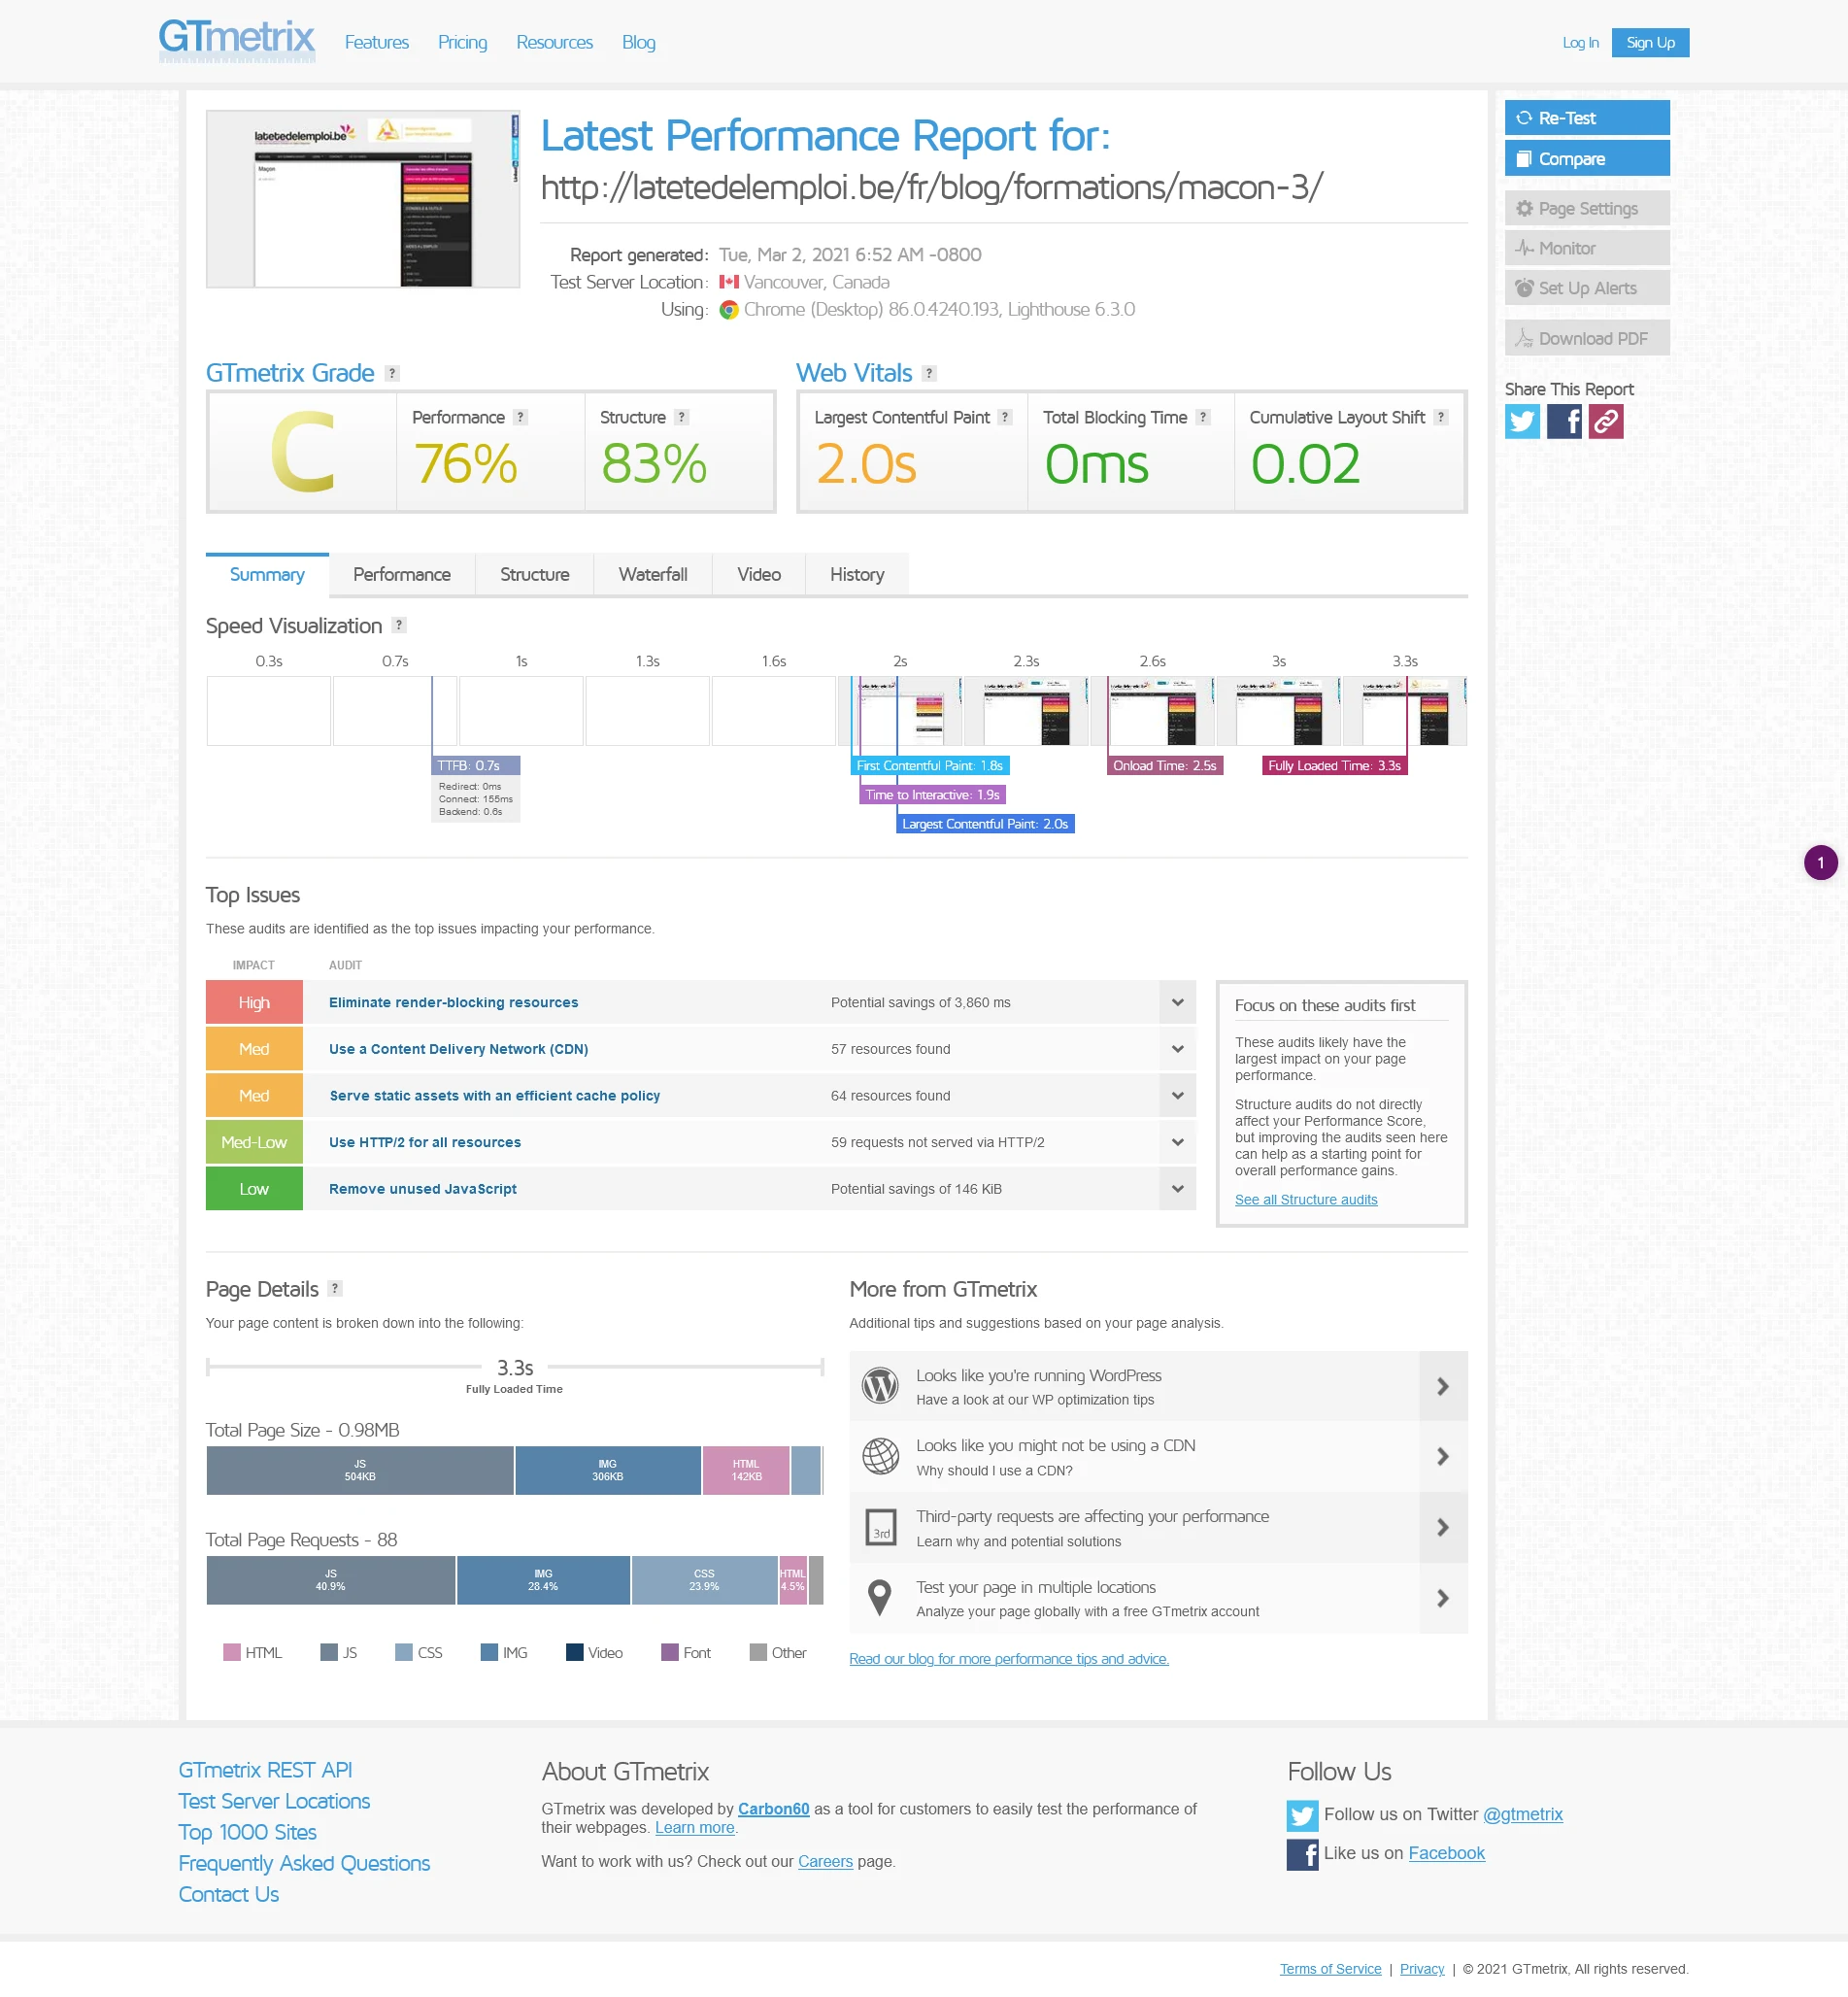 GTmetrix
Features
Pricing
Resources
Blog
Log In
Sign Up
latetedelemploi.be
Maçon
Latest Performance Report for:
http://latetedelemploi.be/fr/blog/formations/macon-3/
Report generated: Tue, Mar 2, 2021 6:52 AM -0800
Test Server Location: Vancouver, Canada
Using: Chrome (Desktop) 86.0.4240.193, Lighthouse 6.3.0
Re-Test
Compare
Page Settings
Monitor
Set Up Alerts
Download PDF
Share This Report
GTmetrix Grade ?
C
Performance ?
76%
Structure ?
83%
Web Vitals ?
Largest Contentful Paint ?
2.0s
Total Blocking Time ?
0ms
Cumulative Layout Shift ?
0.02
Summary
Performance
Structure
Waterfall
Video
History
Speed Visualization ?
0.3s
0.7s
1s
1.3s
1.6s
2s
2.3s
2.6s
3s
3.3s
TTFB: 0.7s
Redirect: 0ms
Connect: 155ms
Backend: 0.6s
First Contentful Paint: 1.8s
Time to Interactive: 1.9s
Largest Contentful Paint: 2.0s
Onload Time: 2.5s
Fully Loaded Time: 3.3s
1
Top Issues
These audits are identified as the top issues impacting your performance.
IMPACT AUDIT
High Eliminate render-blocking resources Potential savings of 3,860 ms
Med Use a Content Delivery Network (CDN) 57 resources found
Med Serve static assets with an efficient cache policy 64 resources found
Med-Low Use HTTP/2 for all resources 59 requests not served via HTTP/2
Low Remove unused JavaScript Potential savings of 146 KiB
Focus on these audits first
These audits likely have the
largest impact on your page
performance.
Structure audits do not directly
affect your Performance Score,
but improving the audits seen here
can help as a starting point for
overall performance gains.
See all Structure audits
Page Details ?
Your page content is broken down into the following:
3.3s
Fully Loaded Time
Total Page Size - 0.98MB
JS
504KB
IMG
306KB
HTML
142KB
Total Page Requests - 88
JS
40.9%
IMG
28.4%
CSS
23.9%
HTML
4.5%
HTML
JS
CSS
IMG
Video
Font
Other
More from GTmetrix
Additional tips and suggestions based on your page analysis.
Looks like you're running WordPress
Have a look at our WP optimization tips
Looks like you might not be using a CDN
Why should I use a CDN?
3rd
Third-party requests are affecting your performance
Learn why and potential solutions
Test your page in multiple locations
Analyze your page globally with a free GTmetrix account
Read our blog for more performance tips and advice.
GTmetrix REST API
Test Server Locations
Top 1000 Sites
Frequently Asked Questions
Contact Us
About GTmetrix
GTmetrix was developed by Carbon60 as a tool for customers to easily test the performance of
their webpages. Learn more.
Want to work with us? Check out our Careers page.
Follow Us
Follow us on Twitter @gtmetrix
Like us on Facebook
Terms of Service | Privacy | © 2021 GTmetrix, All rights reserved.